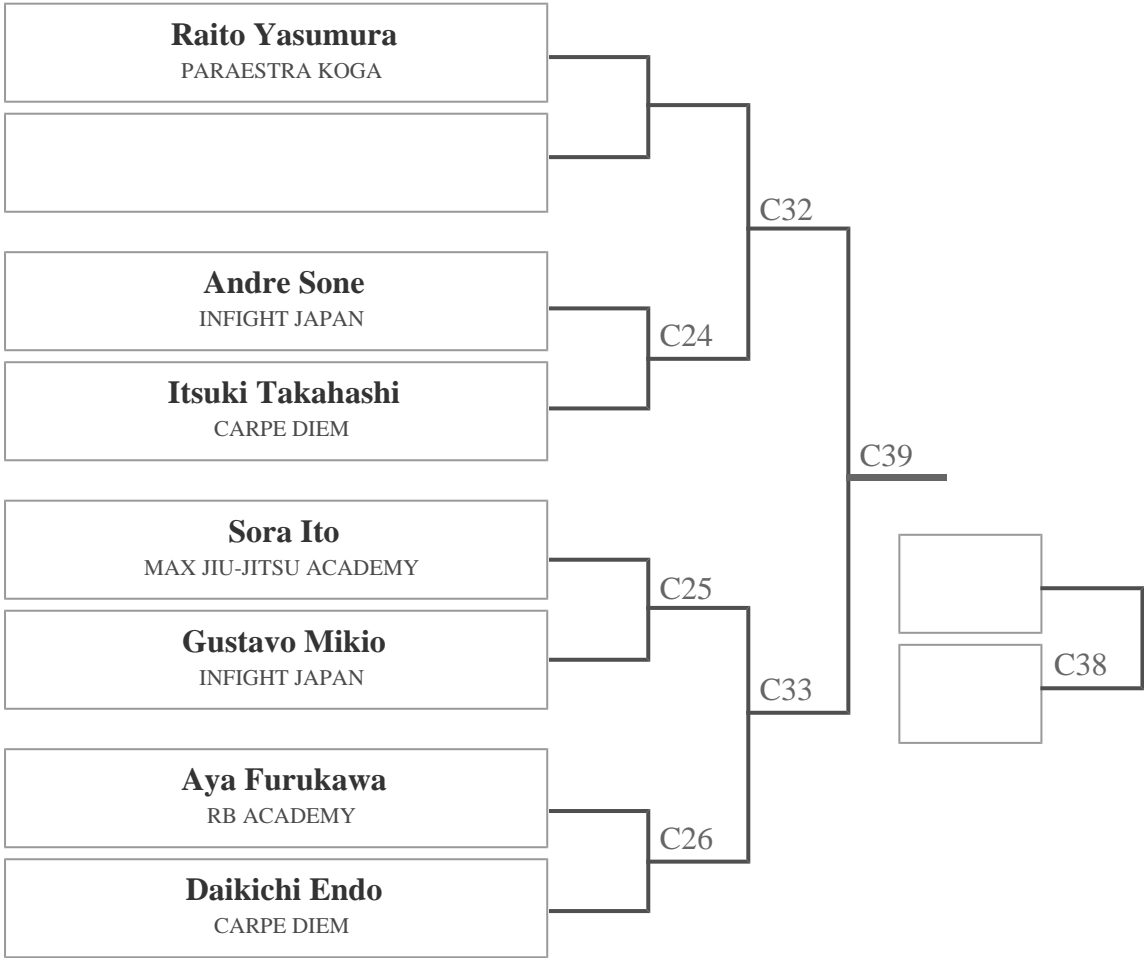 Raito Yasumura
PARAESTRA KOGA
C32
Andre Sone
INFIGHT JAPAN
C24
Itsuki Takahashi
CARPE DIEM
C39
Sora Ito
MAX JIU-JITSU ACADEMY
C25
Gustavo Mikio
INFIGHT JAPAN
C38
C33
Aya Furukawa
RB ACADEMY
C26
Daikichi Endo
CARPE DIEM